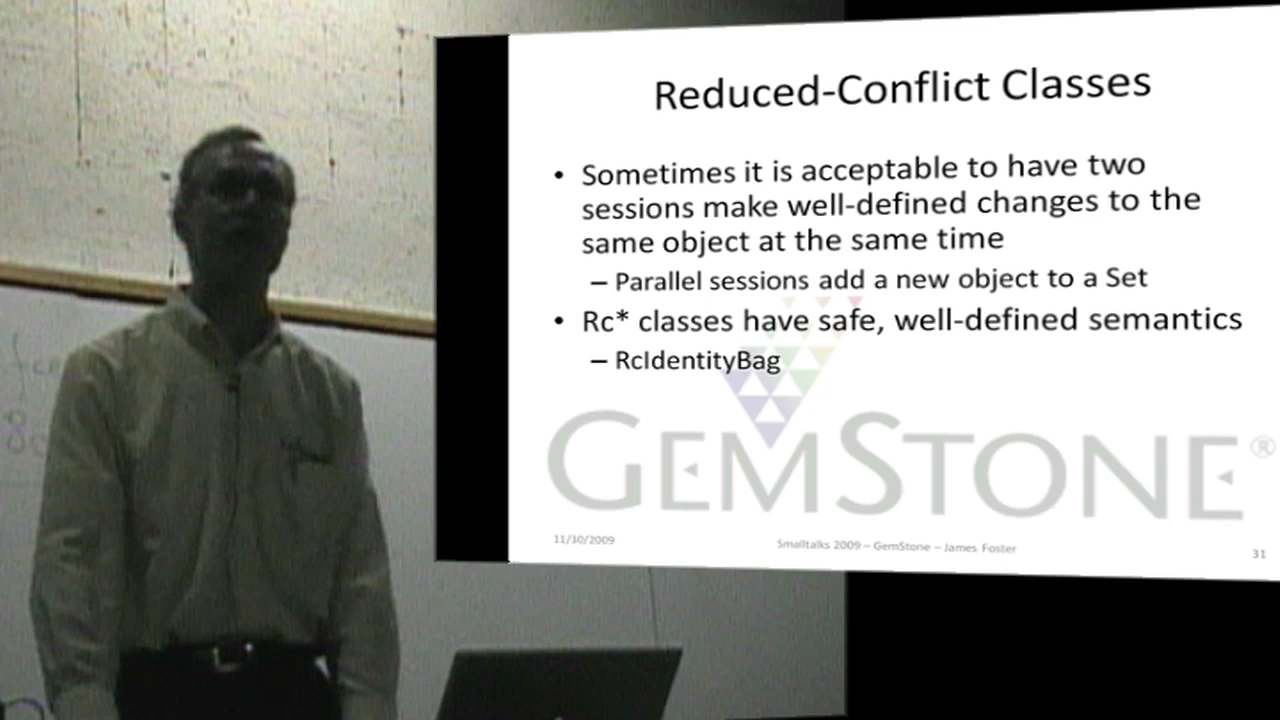 Reduced-Conflict Classes
• Sometimes it is acceptable to have two
sessions make well-defined changes to the
same object at the same time
– Parallel sessions add a new object to a Set
• Rc* classes have safe, well-defined semantics
– RcIdentityBag
GEMSTONE®
11/30/2009
Smalltalks 2009 – GemStone – James Foster
31